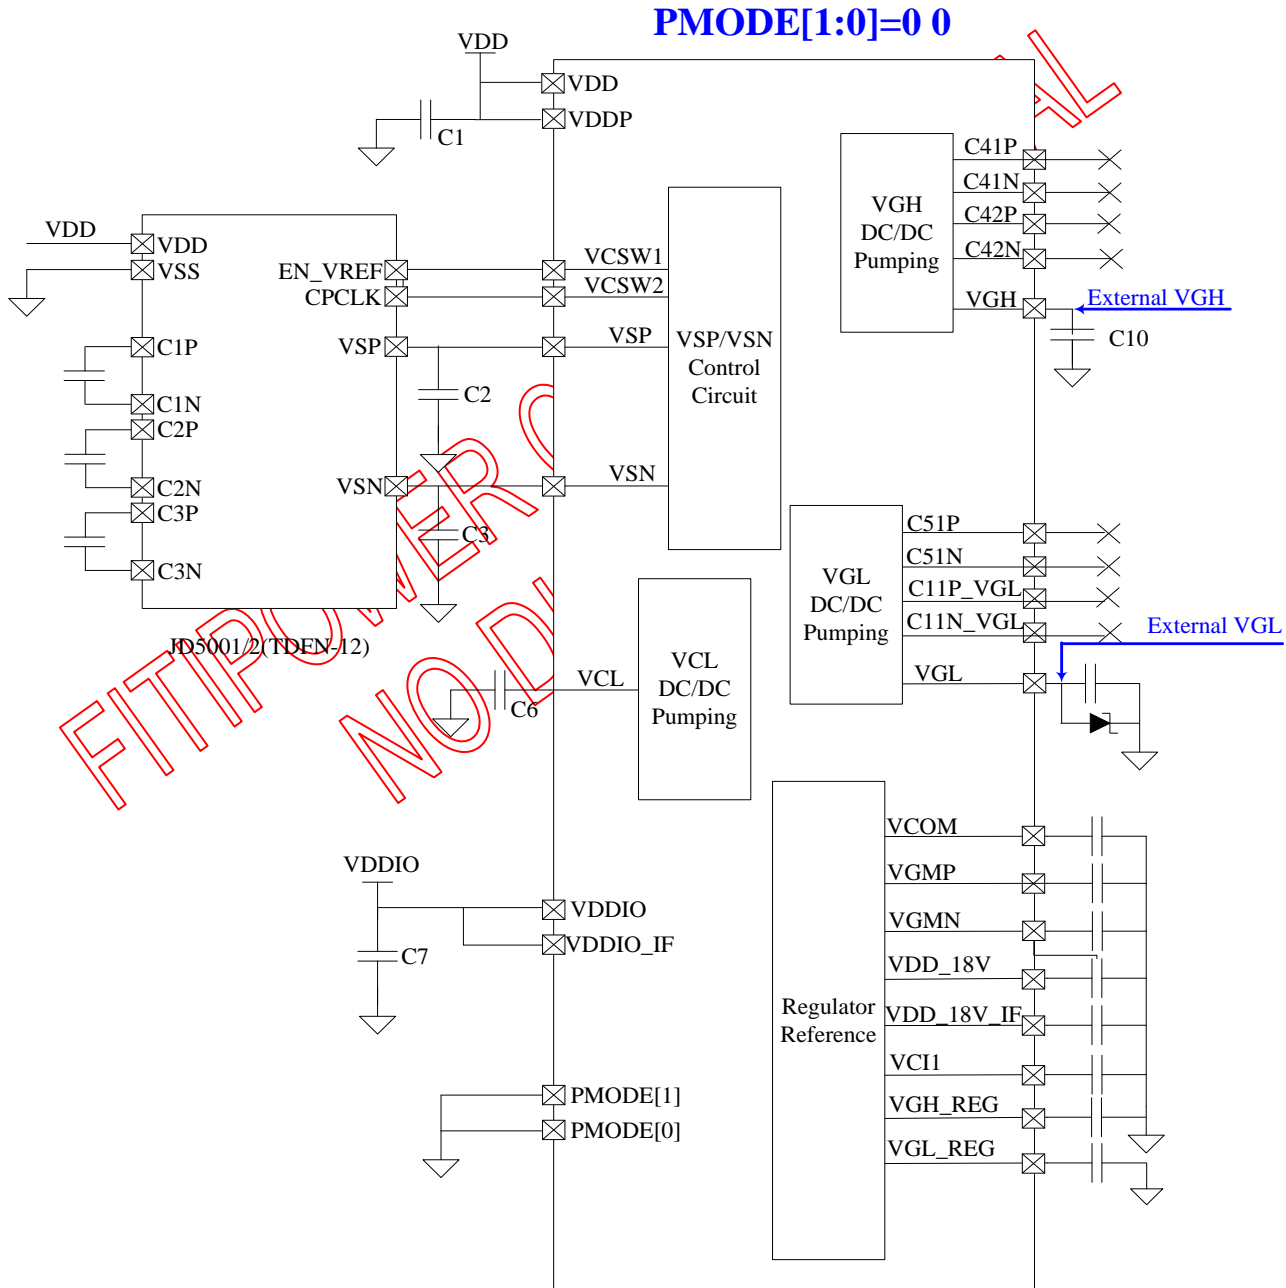 PMODE[1:0]=0 0
VDD
VDD
VDDP
C1
VDD
VDD
VSS
EN_VREF
CPCLK
VSP
VSN
C1P
C1N
C2P
C2N
C3P
C3N
JD5001/2(TDFN-12)
C2
C3
VCSW1
VCSW2
VSP
VSN
VSP/VSN
Control
Circuit
VGH
DC/DC
Pumping
C41P
C41N
C42P
C42N
VGH
External VGH
C10
VGL
DC/DC
Pumping
C51P
C51N
C11P_VGL
C11N_VGL
VGL
External VGL
VCL
C6
VCL
DC/DC
Pumping
VDDIO
VDDIO
VDDIO_IF
C7
PMODE[1]
PMODE[0]
Regulator
Reference
VCOM
VGMP
VGMN
VDD_18V
VDD_18V_IF
VCI1
VGH_REG
VGL_REG
FITIPOWER
NO